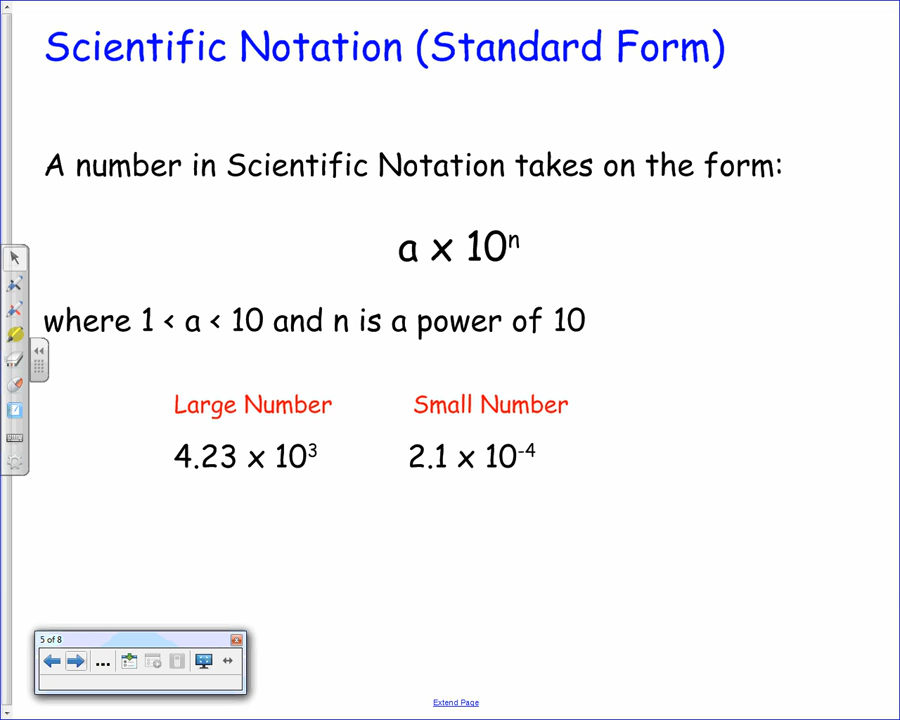 Scientific Notation (Standard Form)
A number in Scientific Notation takes on the form:
a x 10ⁿ
where 1 < a < 10 and n is a power of 10
Large Number Small Number
4.23 x 10³ 2.1 x 10⁻⁴
5 of 8
...
Extend Page